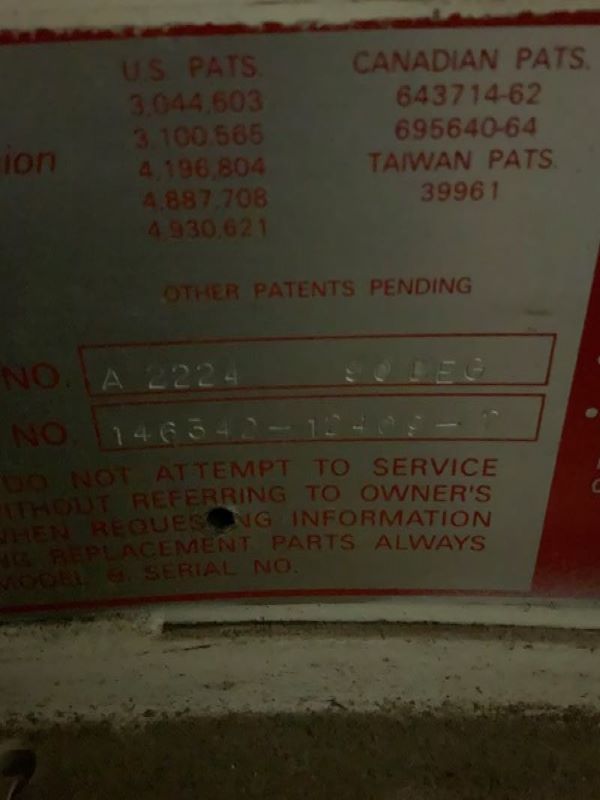 U.S. PATS.
3,044,603
3,100,565
4,196,804
4,887,708
4,930,621
CANADIAN PATS.
643714-62
695640-64
TAIWAN PATS.
39961
ion
OTHER PATENTS PENDING
NO. A 2224 90 DEG
NO.
DO NOT ATTEMPT TO SERVICE
WITHOUT REFERRING TO OWNER'S
WHEN REQUES NG INFORMATION
NG REPLACEMENT PARTS ALWAYS
MODEL & SERIAL NO.